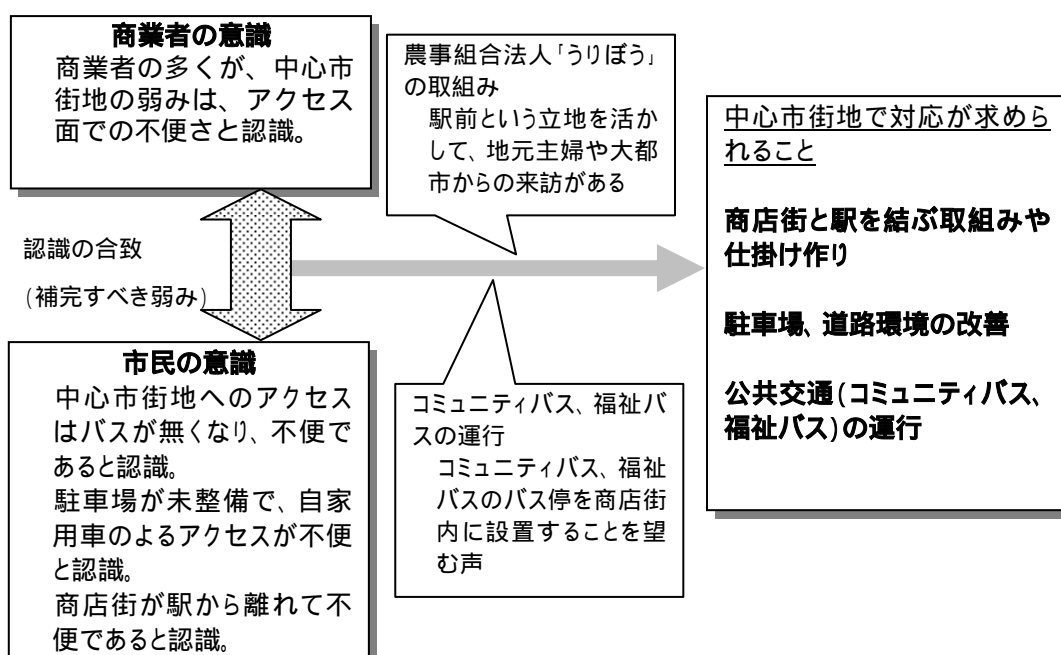 商業者の意識
商業者の多くが、中心市
街地の弱みは、アクセス
面での不便さと認識。
認識の合致
(補完すべき弱み)
市民の意識
中心市街地へのアクセス
はバスが無くなり、不便で
あると認識。
駐車場が未整備で、自家
用車のよるアクセスが不便
と認識。
商店街が駅から離れて不
便であると認識。
農事組合法人「うりぼう」
の取組み
駅前という立地を活か
して、地元主婦や大都
市からの来訪がある
コミュニティバス、福祉バ
スの運行
コミュニティバス、福祉
バスのバス停を商店街
内に設置することを望
む声
中心市街地で対応が求めら
れること
商店街と駅を結ぶ取組みや
仕掛け作り
駐車場、道路環境の改善
公共交通(コミュニティバス、
福祉バス)の運行